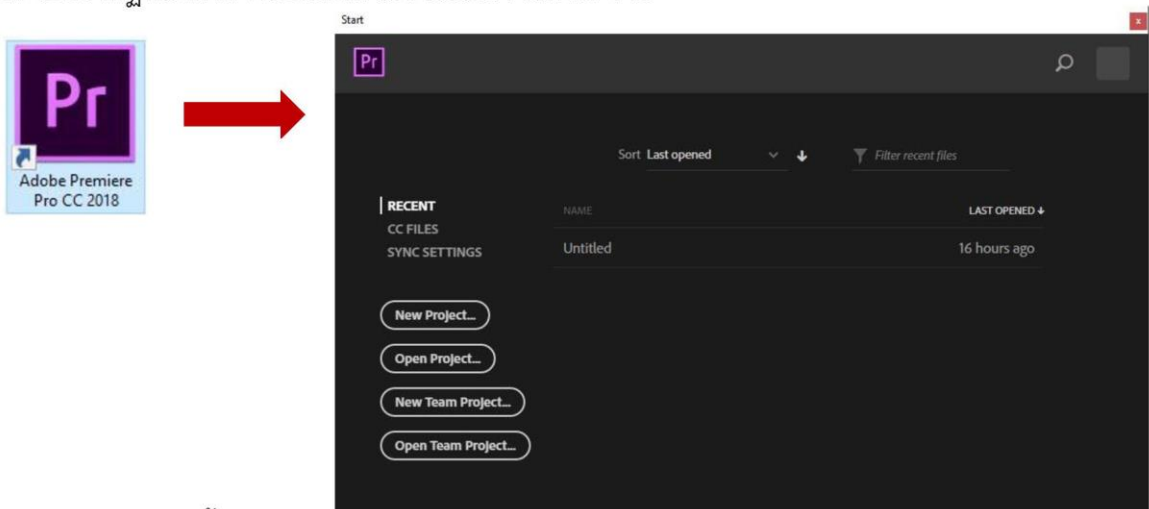 Start
Pr
Pr
Adobe Premiere
Pro CC 2018
Sort Last opened
Filter recent files
RECENT
CC FILES
SYNC SETTINGS
NAME
LAST OPENED
Untitled
16 hours ago
New Project...
Open Project...
New Team Project...
Open Team Project...